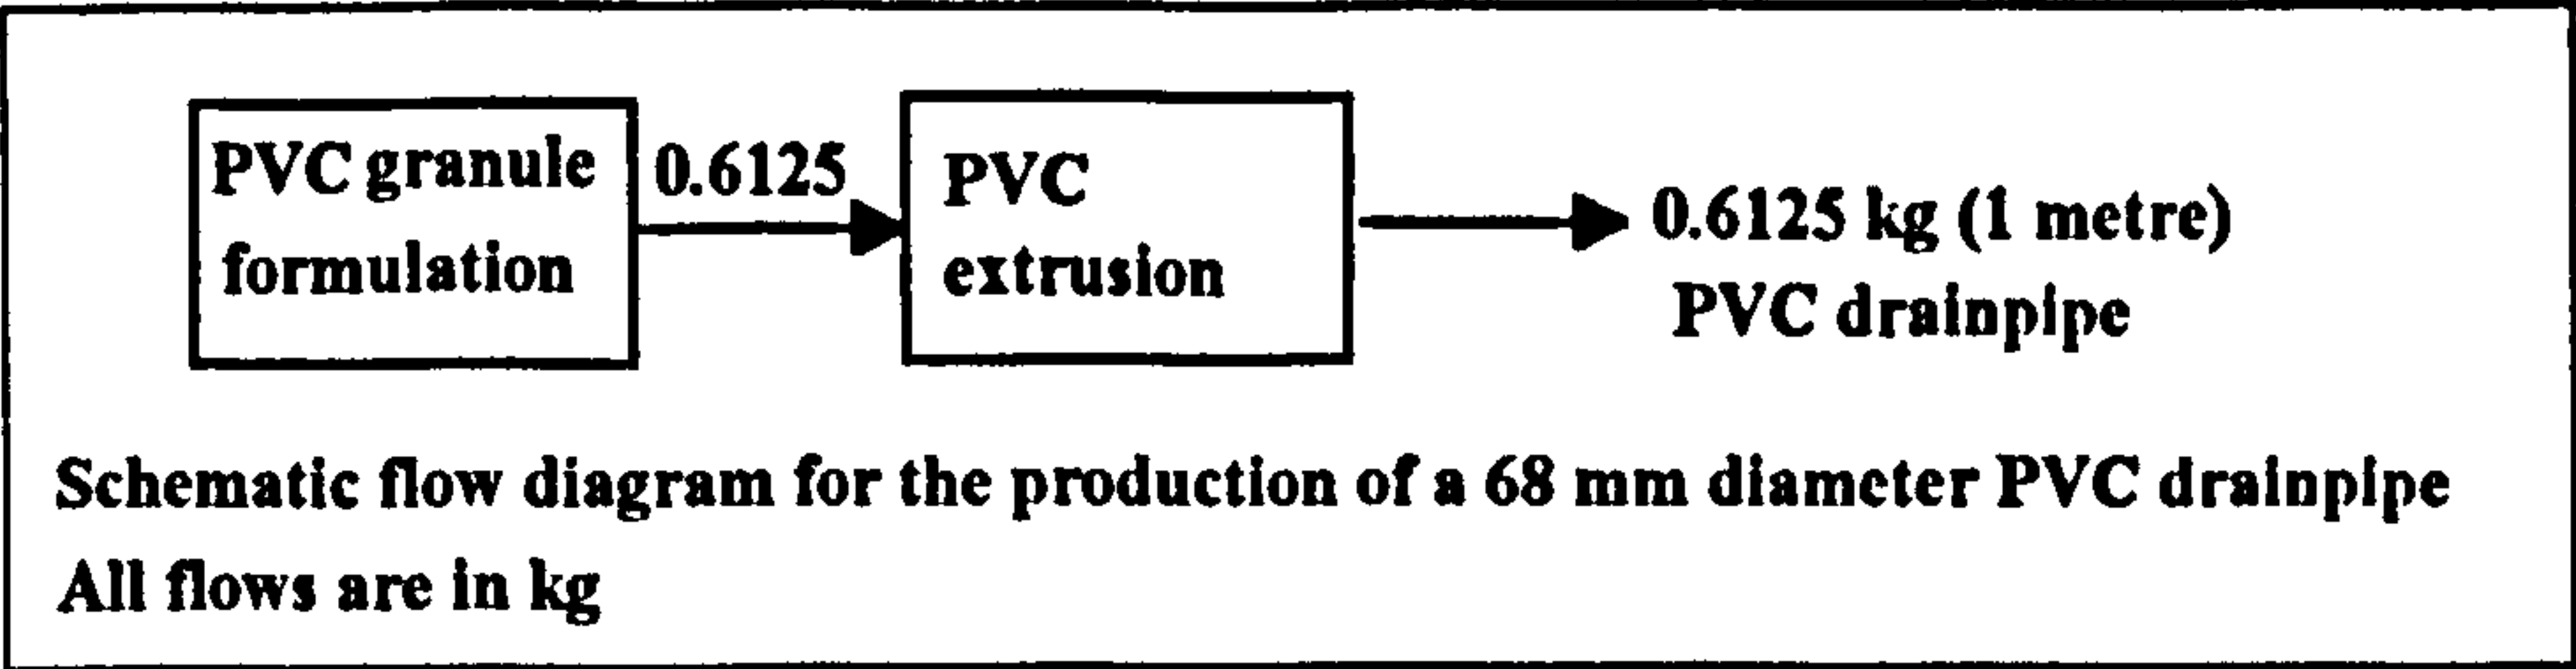 PVC granule
formulation
0.6125
PVC
extrusion
0.6125 kg (1 metre)
PVC drainpipe
Schematic flow diagram for the production of a 68 mm diameter PVC drainpipe
All flows are in kg